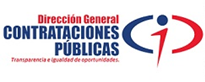 Dirección General
CONTRATACIONES
PÚBLICAS
Transparencia e igualdad de oportunidades.